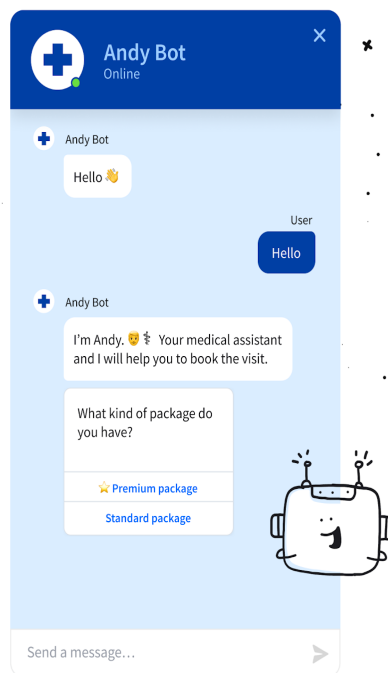 Andy Bot
Online
Andy Bot
Hello 👋
User
Hello
Andy Bot
I'm Andy. 👨‍⚕️ Your medical assistant
and I will help you to book the visit.
What kind of package do
you have?
⭐ Premium package
Standard package
Send a message...